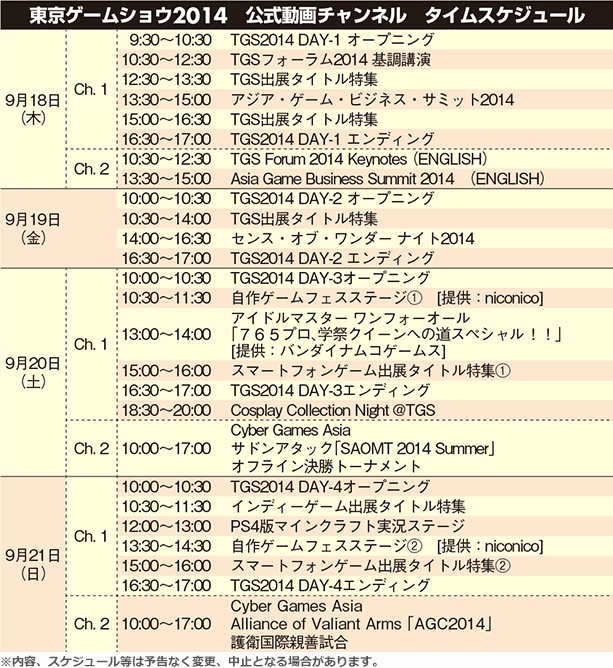 東京ゲームショウ2014　公式動画チャンネル　タイムスケジュール
9月18日
（木）
Ch. 1
9:30～10:30 TGS2014 DAY-1 オープニング
10:30～12:30 TGSフォーラム2014 基調講演
12:30～13:30 TGS出展タイトル特集
13:30～15:00 アジア・ゲーム・ビジネス・サミット2014
15:00～16:30 TGS出展タイトル特集
16:30～17:00 TGS2014 DAY-1 エンディング
Ch. 2
10:30～12:30 TGS Forum 2014 Keynotes（ENGLISH）
13:30～15:00 Asia Game Business Summit 2014　（ENGLISH）
9月19日
（金）
10:00～10:30 TGS2014 DAY-2 オープニング
10:30～14:00 TGS出展タイトル特集
14:00～16:30 センス・オブ・ワンダー ナイト2014
16:30～17:00 TGS2014 DAY-2 エンディング
9月20日
（土）
Ch. 1
10:00～10:30 TGS2014 DAY-3オープニング
10:30～11:30 自作ゲームフェスステージ①　[提供：niconico]
13:00～14:00 アイドルマスター ワンフォーオール
「７６５プロ、学祭クイーンへの道スペシャル！！」
[提供：バンダイナムコゲームス]
15:00～16:00 スマートフォンゲーム出展タイトル特集①
16:30～17:00 TGS2014 DAY-3エンディング
18:30～20:00 Cosplay Collection Night @TGS
Ch. 2
10:00～17:00 Cyber Games Asia
サドンアタック「SAOMT 2014 Summer」
オフライン決勝トーナメント
9月21日
（日）
Ch. 1
10:00～10:30 TGS2014 DAY-4オープニング
10:30～11:30 インディーゲーム出展タイトル特集
12:00～13:00 PS4版マインクラフト実況ステージ
13:30～14:30 自作ゲームフェスステージ②　[提供：niconico]
15:00～16:00 スマートフォンゲーム出展タイトル特集②
16:30～17:00 TGS2014 DAY-4エンディング
Ch. 2
10:00～17:00 Cyber Games Asia
Alliance of Valiant Arms 「AGC2014「
護衛国際親善試合
※内容、スケジュール等は予告なく変更、中止となる場合があります。